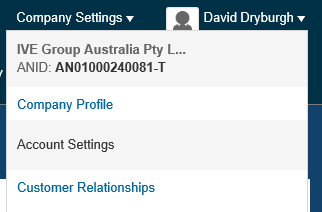 Company Settings ▾ David Dryburgh ▾
IVE Group Australia Pty L...
ANID: AN01000240081-T
Company Profile
Account Settings
Customer Relationships